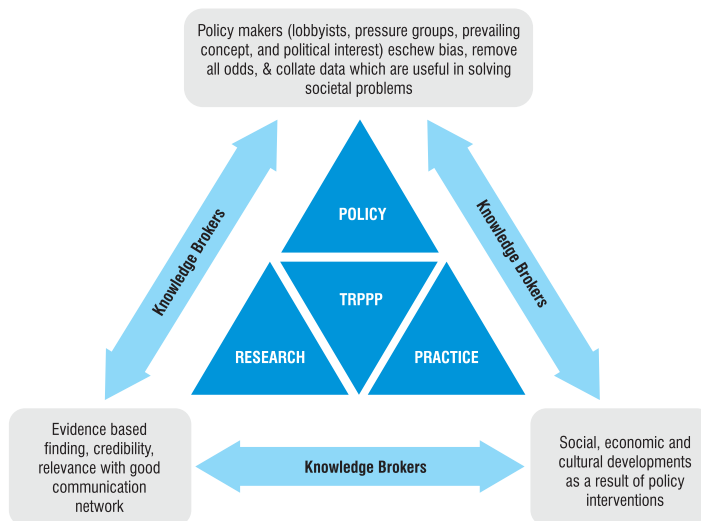 Policy makers (lobbyists, pressure groups, prevailing
concept, and political interest) eschew bias, remove
all odds, & collate data which are useful in solving
societal problems
Knowledge Brokers
Knowledge Brokers
POLICY
TRPPP
RESEARCH
PRACTICE
Evidence based
finding, credibility,
relevance with good
communication
network
Knowledge Brokers
Social, economic and
cultural developments
as a result of policy
interventions